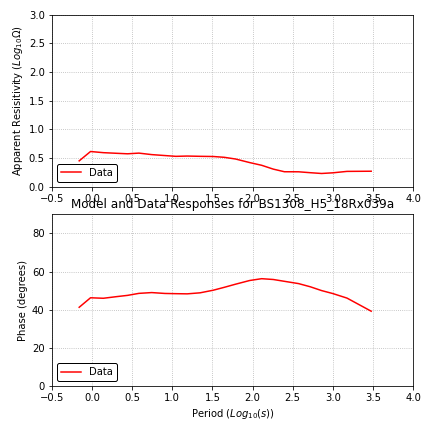 3.0
2.5
2.0
1.5
1.0
0.5
0.0
Apparent Resisitivity (Log10Ω)
Data
−0.5 0.0 0.5 1.0 1.5 2.0 2.5 3.0 3.5 4.0
Model and Data Responses for BS1308_H5_18Rx039a
80
60
40
20
0
Phase (degrees)
Data
−0.5 0.0 0.5 1.0 1.5 2.0 2.5 3.0 3.5 4.0
Period (Log10(s))